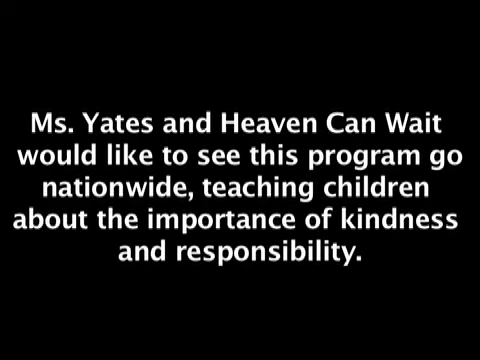 Ms. Yates and Heaven Can Wait
would like to see this program go
nationwide, teaching children
about the importance of kindness
and responsibility.